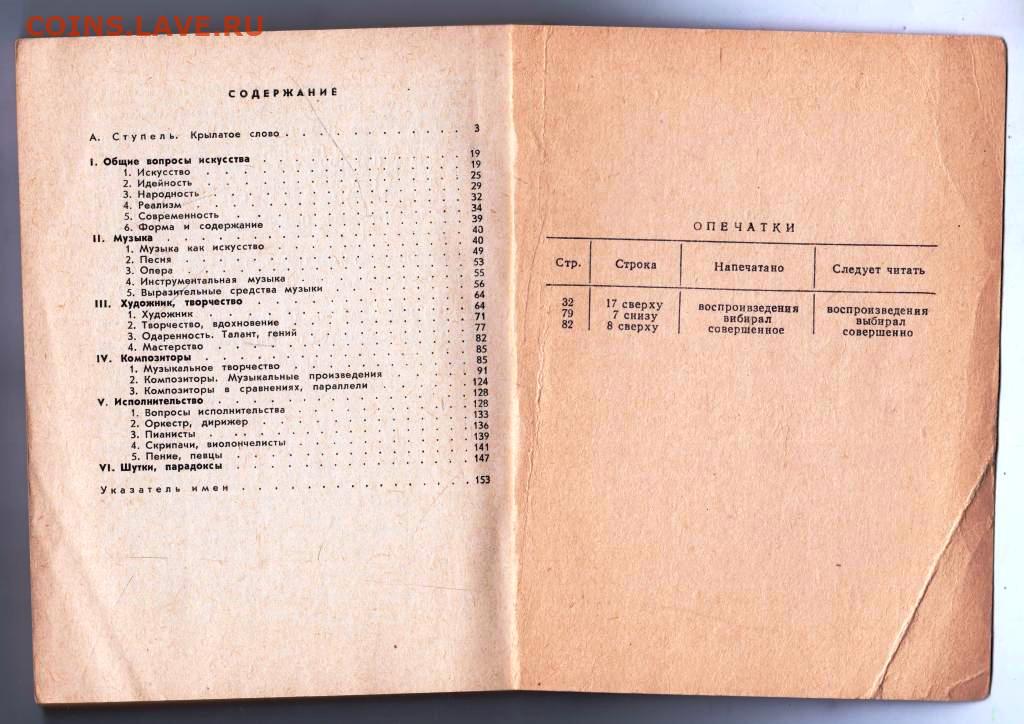 COINS.LAVE.RU
СОДЕРЖАНИЕ
А. Ступель. Крылатое слово . . . . . . . . . . 3
I. Общие вопросы искусства . . . . . . . . . . 19
1. Искусство . . . . . . . . . . 19
2. Идейность . . . . . . . . . . 25
3. Народность . . . . . . . . . . 29
4. Реализм . . . . . . . . . . 32
5. Современность . . . . . . . . . . 34
6. Форма и содержание . . . . . . . . . . 39
II. Музыка . . . . . . . . . . 40
1. Музыка как искусство . . . . . . . . . . 40
2. Песня . . . . . . . . . . 49
3. Опера . . . . . . . . . . 53
4. Инструментальная музыка . . . . . . . . . . 55
5. Выразительные средства музыки . . . . . . . . . . 56
III. Художник, творчество . . . . . . . . . . 64
1. Художник . . . . . . . . . . 64
2. Творчество, вдохновение . . . . . . . . . . 71
3. Одаренность. Талант, гений . . . . . . . . . . 77
4. Мастерство . . . . . . . . . . 82
IV. Композиторы . . . . . . . . . . 85
1. Музыкальное творчество . . . . . . . . . . 85
2. Композиторы. Музыкальные произведения . . . . . 91
3. Композиторы в сравнениях, параллели . . . . . 124
V. Исполнительство . . . . . . . . . . 128
1. Вопросы исполнительства . . . . . . . . . . 128
2. Оркестр, дирижер . . . . . . . . . . 133
3. Пианисты . . . . . . . . . . 136
4. Скрипачи, виолончелисты . . . . . . . . . . 139
5. Пение, певцы . . . . . . . . . . 141
VI. Шутки, парадоксы . . . . . . . . . . 147
Указатель имен . . . . . . . . . . 153
ОПЕЧАТКИ
Стр. Строка Напечатано Следует читать
32 17 сверху воспроивзедения воспроизведения
79 7 снизу вибирал выбирал
82 8 сверху совершенное совершенно